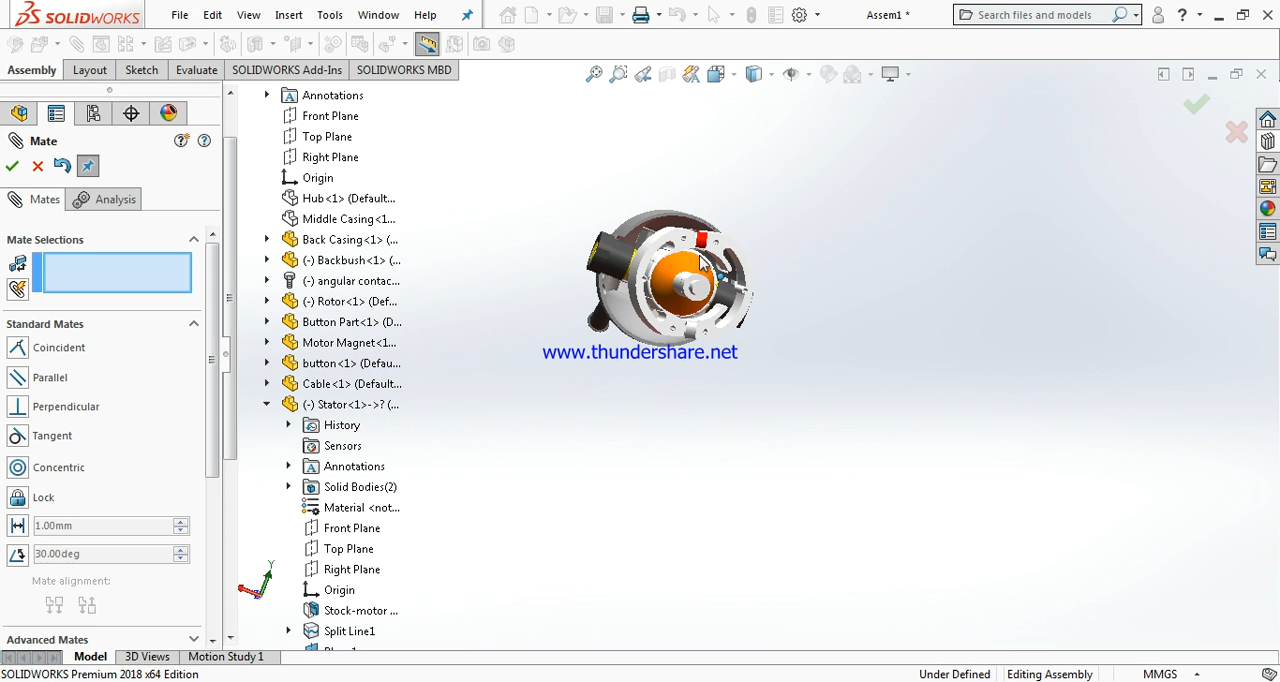 SOLIDWORKS
File Edit View Insert Tools Window Help
Assem1 *
Search files and models
Assembly Layout Sketch Evaluate SOLIDWORKS Add-Ins SOLIDWORKS MBD
Mate
Mates Analysis
Mate Selections
Standard Mates
Coincident
Parallel
Perpendicular
Tangent
Concentric
Lock
1.00mm
30.00deg
Mate alignment:
Advanced Mates
Annotations
Front Plane
Top Plane
Right Plane
Origin
Hub<1> (Default...
Middle Casing<1...
Back Casing<1> (...
(-) Backbush<1> (...
(-) angular contac...
(-) Rotor<1> (Def...
Button Part<1> (D...
Motor Magnet<1...
button<1> (Defau...
Cable<1> (Default...
(-) Stator<1>->? (...
History
Sensors
Annotations
Solid Bodies(2)
Material <not...
Front Plane
Top Plane
Right Plane
Origin
Stock-motor ...
Split Line1
www.thundershare.net
Model 3D Views Motion Study 1
SOLIDWORKS Premium 2018 x64 Edition
Under Defined Editing Assembly MMGS